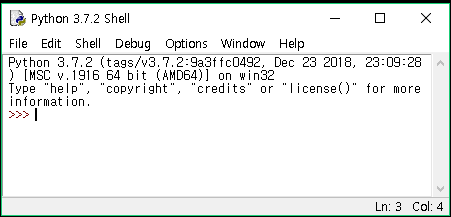 Python 3.7.2 Shell
File Edit Shell Debug Options Window Help
Python 3.7.2 (tags/v3.7.2:9a3ffc0492, Dec 23 2018, 23:09:28
) [MSC v.1916 64 bit (AMD64)] on win32
Type "help", "copyright", "credits" or "license()" for more
information.
>>>
Ln: 3 Col: 4